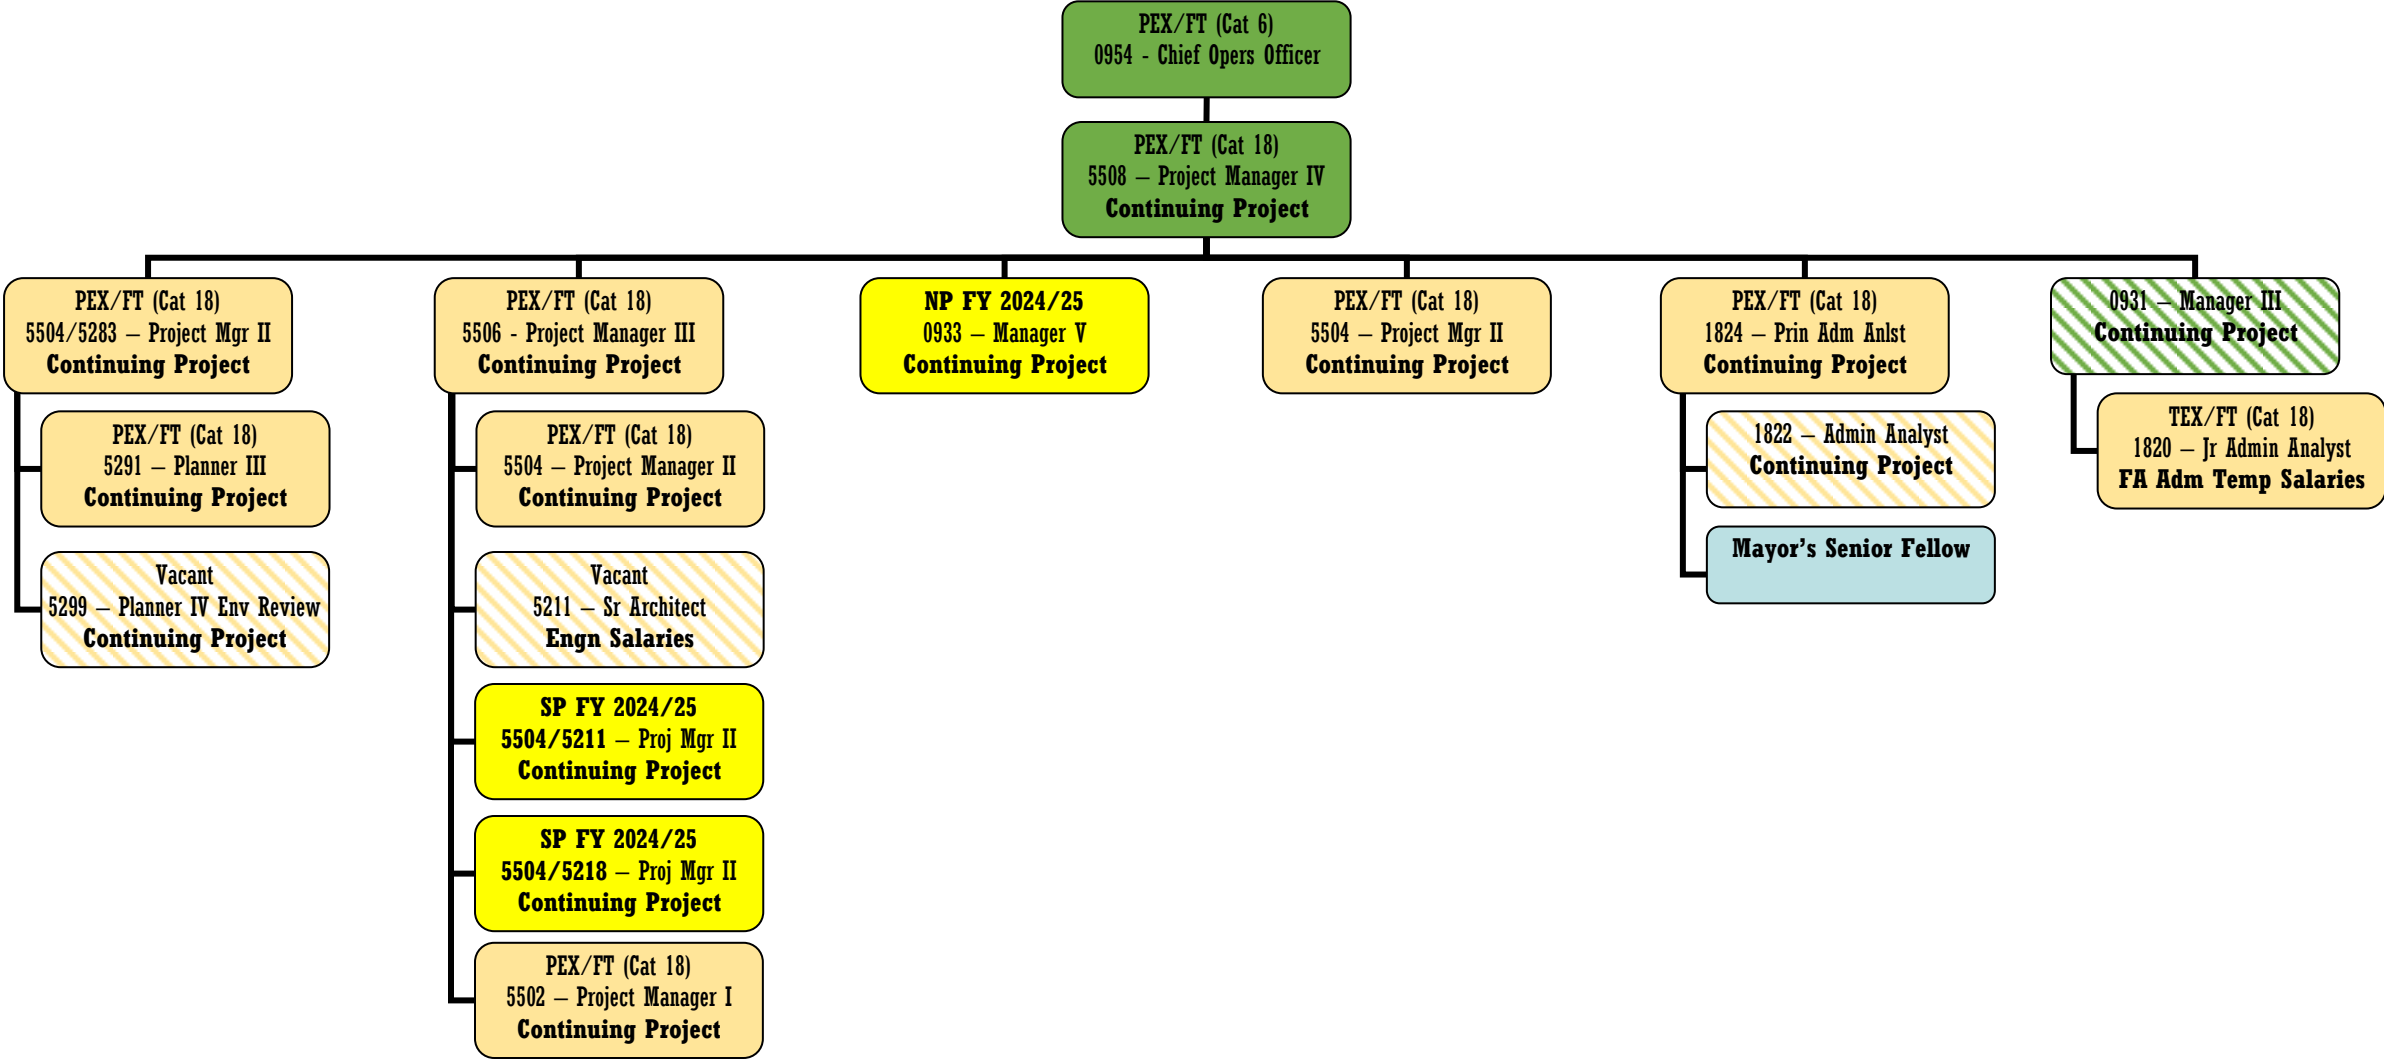 PEX/FT (Cat 6)
0954 - Chief Opers Officer
PEX/FT (Cat 18)
5508 – Project Manager IV
Continuing Project
PEX/FT (Cat 18)
5504/5283 – Project Mgr II
Continuing Project
PEX/FT (Cat 18)
5291 – Planner III
Continuing Project
Vacant
5299 – Planner IV Env Review
Continuing Project
PEX/FT (Cat 18)
5506 - Project Manager III
Continuing Project
PEX/FT (Cat 18)
5504 – Project Manager II
Continuing Project
Vacant
5211 – Sr Architect
Engn Salaries
SP FY 2024/25
5504/5211 – Proj Mgr II
Continuing Project
SP FY 2024/25
5504/5218 – Proj Mgr II
Continuing Project
PEX/FT (Cat 18)
5502 – Project Manager I
Continuing Project
NP FY 2024/25
0933 – Manager V
Continuing Project
PEX/FT (Cat 18)
5504 – Project Mgr II
Continuing Project
PEX/FT (Cat 18)
1824 – Prin Adm Anlst
Continuing Project
1822 – Admin Analyst
Continuing Project
Mayor’s Senior Fellow
0931 – Manager III
Continuing Project
TEX/FT (Cat 18)
1820 – Jr Admin Analyst
FA Adm Temp Salaries